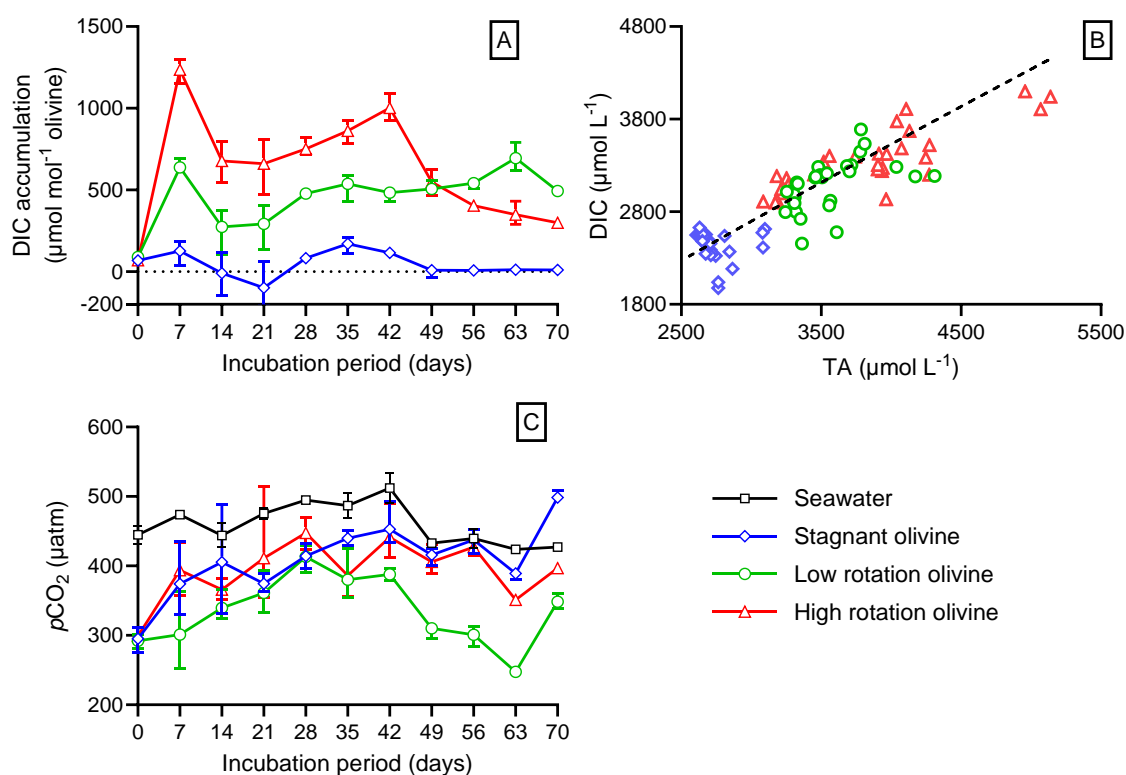 A
DIC accumulation
(µmol mol-1 olivine)
1500
1000
500
0
-200
0 7 14 21 28 35 42 49 56 63 70
Incubation period (days)
B
DIC (µmol L-1)
4800
3800
2800
1800
2500 3500 4500 5500
TA (µmol L-1)
C
pCO2 (µatm)
600
500
400
300
200
0 7 14 21 28 35 42 49 56 63 70
Incubation period (days)
Seawater
Stagnant olivine
Low rotation olivine
High rotation olivine